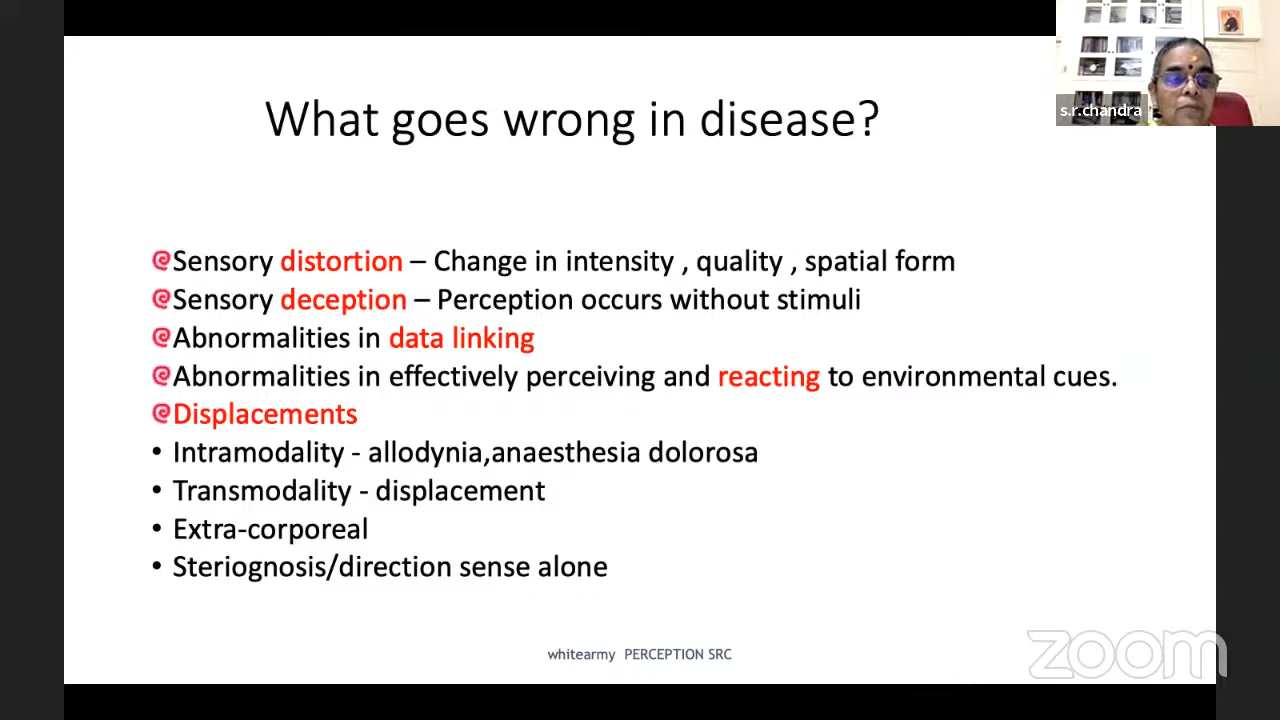 What goes wrong in disease?
s.r.chandra
Sensory distortion – Change in intensity , quality , spatial form
Sensory deception – Perception occurs without stimuli
Abnormalities in data linking
Abnormalities in effectively perceiving and reacting to environmental cues.
Displacements
• Intramodality - allodynia,anaesthesia dolorosa
• Transmodality - displacement
• Extra-corporeal
• Steriognosis/direction sense alone
whitearmy PERCEPTION SRC
zoom